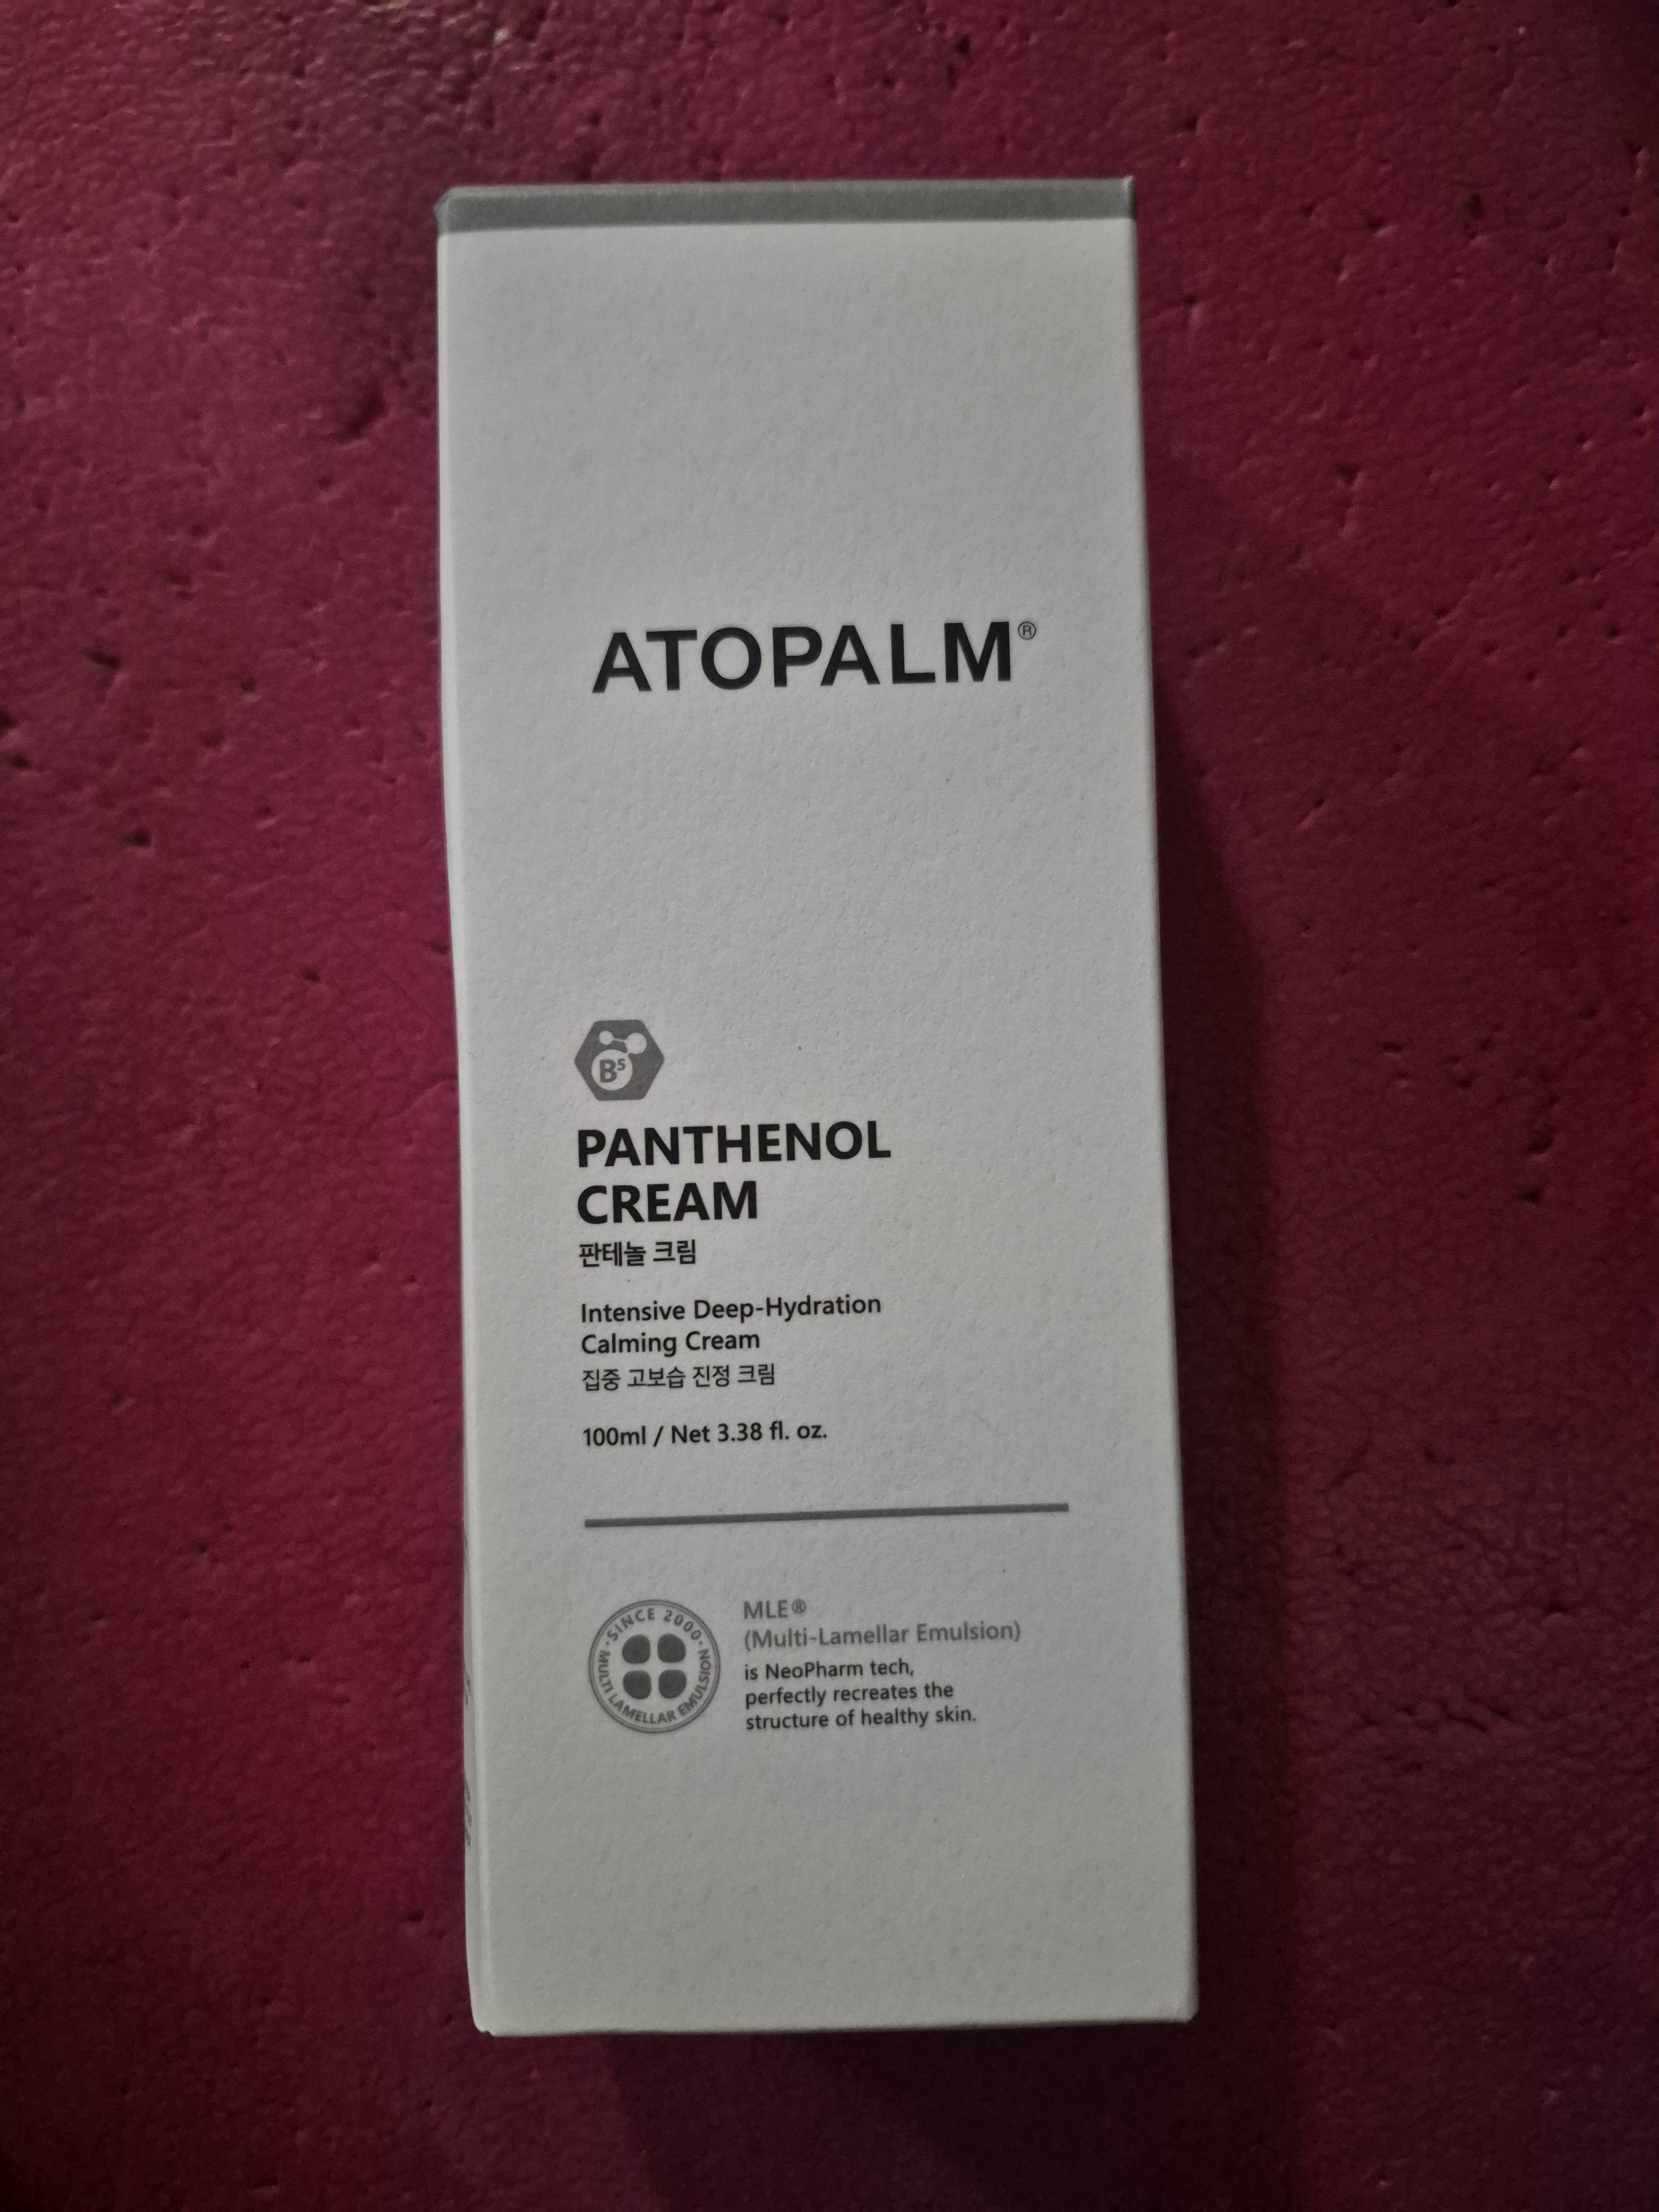 ATOPALM®
B⁵
PANTHENOL
CREAM
판테놀 크림
Intensive Deep-Hydration
Calming Cream
집중 고보습 진정 크림
100ml / Net 3.38 fl. oz.
·SINCE 2000·
MULTI LAMELLAR EMULSION
MLE®
(Multi-Lamellar Emulsion)
is NeoPharm tech,
perfectly recreates the
structure of healthy skin.